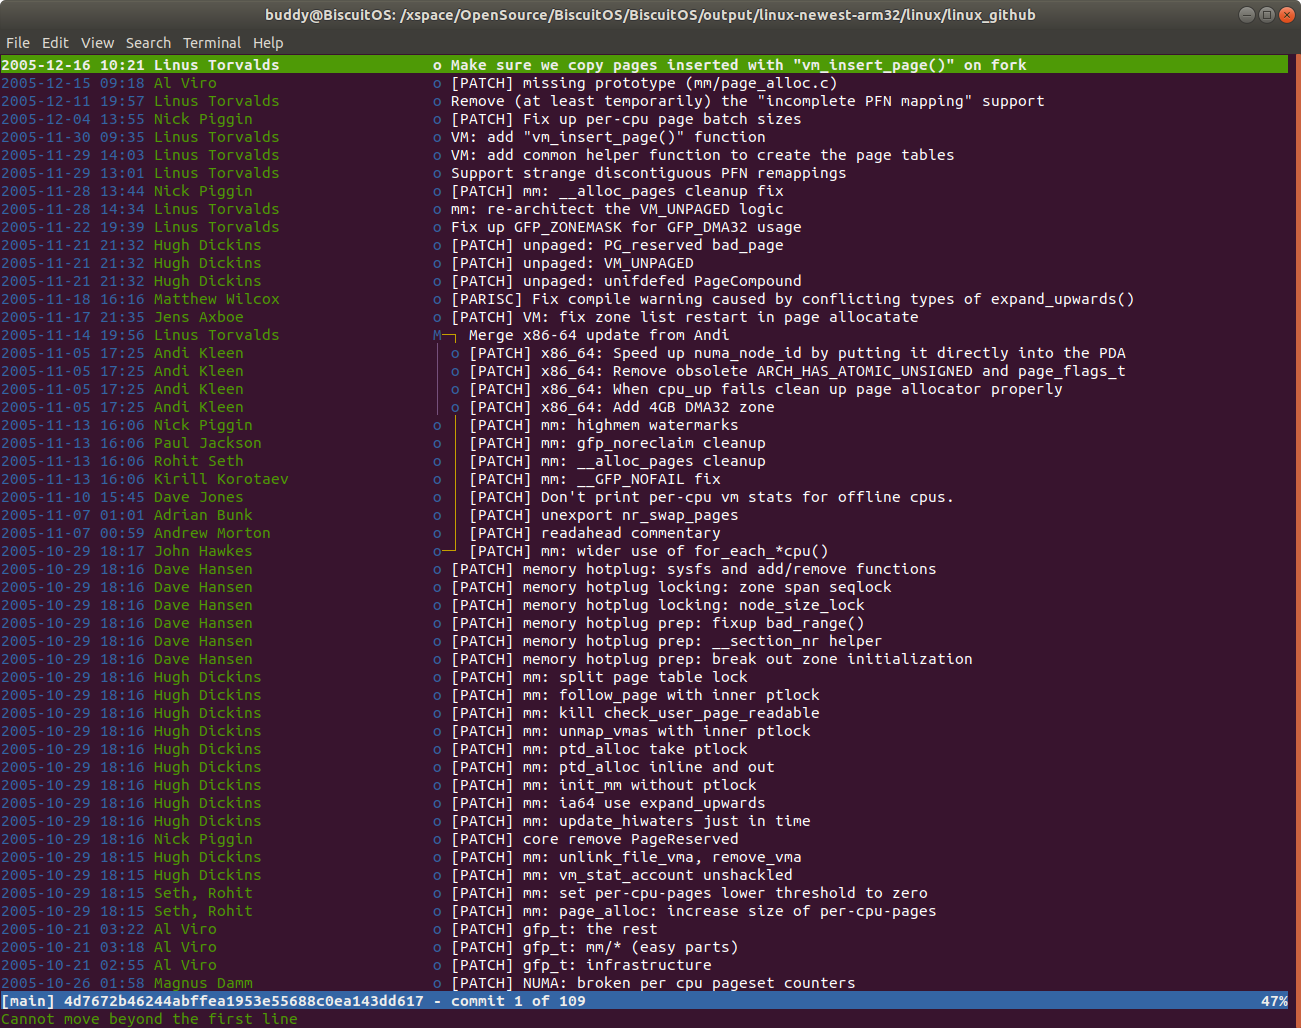 buddy@BiscuitOS: /xspace/OpenSource/BiscuitOS/BiscuitOS/output/linux-newest-arm32/linux/linux_github
File Edit View Search Terminal Help
2005-12-16 10:21 Linus Torvalds o Make sure we copy pages inserted with "vm_insert_page()" on fork
2005-12-15 09:18 Al Viro o [PATCH] missing prototype (mm/page_alloc.c)
2005-12-11 19:57 Linus Torvalds o Remove (at least temporarily) the "incomplete PFN mapping" support
2005-12-04 13:55 Nick Piggin o [PATCH] Fix up per-cpu page batch sizes
2005-11-30 09:35 Linus Torvalds o VM: add "vm_insert_page()" function
2005-11-29 14:03 Linus Torvalds o VM: add common helper function to create the page tables
2005-11-29 13:01 Linus Torvalds o Support strange discontiguous PFN remappings
2005-11-28 13:44 Nick Piggin o [PATCH] mm: __alloc_pages cleanup fix
2005-11-28 14:34 Linus Torvalds o mm: re-architect the VM_UNPAGED logic
2005-11-22 19:39 Linus Torvalds o Fix up GFP_ZONEMASK for GFP_DMA32 usage
2005-11-21 21:32 Hugh Dickins o [PATCH] unpaged: PG_reserved bad_page
2005-11-21 21:32 Hugh Dickins o [PATCH] unpaged: VM_UNPAGED
2005-11-21 21:32 Hugh Dickins o [PATCH] unpaged: unifdefed PageCompound
2005-11-18 16:16 Matthew Wilcox o [PARISC] Fix compile warning caused by conflicting types of expand_upwards()
2005-11-17 21:35 Jens Axboe o [PATCH] VM: fix zone list restart in page allocatate
2005-11-14 19:56 Linus Torvalds M─┐ Merge x86-64 update from Andi
2005-11-05 17:25 Andi Kleen │ o [PATCH] x86_64: Speed up numa_node_id by putting it directly into the PDA
2005-11-05 17:25 Andi Kleen │ o [PATCH] x86_64: Remove obsolete ARCH_HAS_ATOMIC_UNSIGNED and page_flags_t
2005-11-05 17:25 Andi Kleen │ o [PATCH] x86_64: When cpu_up fails clean up page allocator properly
2005-11-05 17:25 Andi Kleen │ o [PATCH] x86_64: Add 4GB DMA32 zone
2005-11-13 16:06 Nick Piggin o │ [PATCH] mm: highmem watermarks
2005-11-13 16:06 Paul Jackson o │ [PATCH] mm: gfp_noreclaim cleanup
2005-11-13 16:06 Rohit Seth o │ [PATCH] mm: __alloc_pages cleanup
2005-11-13 16:06 Kirill Korotaev o │ [PATCH] mm: __GFP_NOFAIL fix
2005-11-10 15:45 Dave Jones o │ [PATCH] Don't print per-cpu vm stats for offline cpus.
2005-11-07 01:01 Adrian Bunk o │ [PATCH] unexport nr_swap_pages
2005-11-07 00:59 Andrew Morton o │ [PATCH] readahead commentary
2005-10-29 18:17 John Hawkes o─┘ [PATCH] mm: wider use of for_each_*cpu()
2005-10-29 18:16 Dave Hansen o [PATCH] memory hotplug: sysfs and add/remove functions
2005-10-29 18:16 Dave Hansen o [PATCH] memory hotplug locking: zone span seqlock
2005-10-29 18:16 Dave Hansen o [PATCH] memory hotplug locking: node_size_lock
2005-10-29 18:16 Dave Hansen o [PATCH] memory hotplug prep: fixup bad_range()
2005-10-29 18:16 Dave Hansen o [PATCH] memory hotplug prep: __section_nr helper
2005-10-29 18:16 Dave Hansen o [PATCH] memory hotplug prep: break out zone initialization
2005-10-29 18:16 Hugh Dickins o [PATCH] mm: split page table lock
2005-10-29 18:16 Hugh Dickins o [PATCH] mm: follow_page with inner ptlock
2005-10-29 18:16 Hugh Dickins o [PATCH] mm: kill check_user_page_readable
2005-10-29 18:16 Hugh Dickins o [PATCH] mm: unmap_vmas with inner ptlock
2005-10-29 18:16 Hugh Dickins o [PATCH] mm: ptd_alloc take ptlock
2005-10-29 18:16 Hugh Dickins o [PATCH] mm: ptd_alloc inline and out
2005-10-29 18:16 Hugh Dickins o [PATCH] mm: init_mm without ptlock
2005-10-29 18:16 Hugh Dickins o [PATCH] mm: ia64 use expand_upwards
2005-10-29 18:16 Hugh Dickins o [PATCH] mm: update_hiwaters just in time
2005-10-29 18:16 Nick Piggin o [PATCH] core remove PageReserved
2005-10-29 18:15 Hugh Dickins o [PATCH] mm: unlink_file_vma, remove_vma
2005-10-29 18:15 Hugh Dickins o [PATCH] mm: vm_stat_account unshackled
2005-10-29 18:15 Seth, Rohit o [PATCH] mm: set per-cpu-pages lower threshold to zero
2005-10-29 18:15 Seth, Rohit o [PATCH] mm: page_alloc: increase size of per-cpu-pages
2005-10-21 03:22 Al Viro o [PATCH] gfp_t: the rest
2005-10-21 03:18 Al Viro o [PATCH] gfp_t: mm/* (easy parts)
2005-10-21 02:55 Al Viro o [PATCH] gfp_t: infrastructure
2005-10-26 01:58 Magnus Damm o [PATCH] NUMA: broken per cpu pageset counters
[main] 4d7672b46244abffea1953e55688c0ea143dd617 - commit 1 of 109 47%
Cannot move beyond the first line